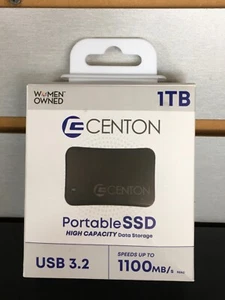 WOMEN
OWNED
1TB
CENTON
CENTON
Portable SSD
HIGH CAPACITY Data Storage
USB 3.2
SPEEDS UP TO
1100MB/s